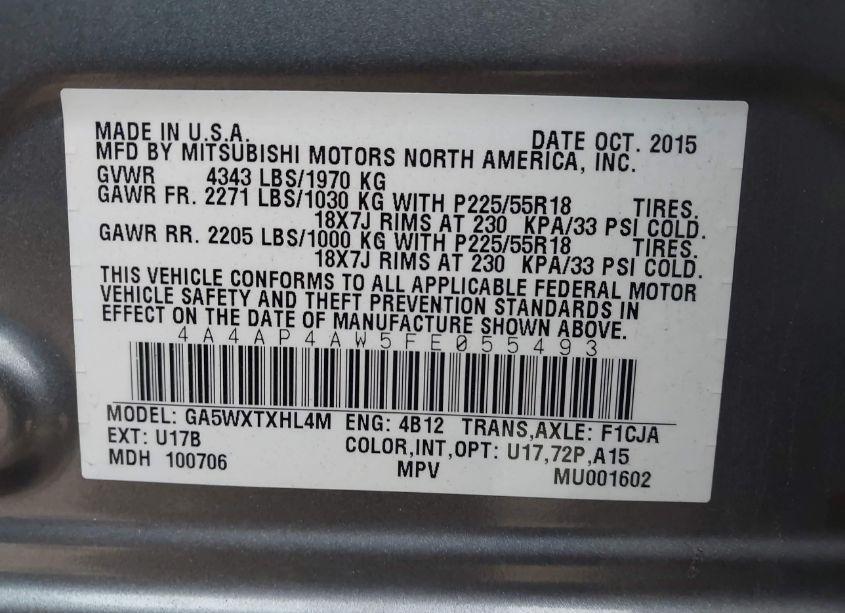 MADE IN U.S.A. DATE OCT. 2015
MFD BY MITSUBISHI MOTORS NORTH AMERICA, INC.
GVWR 4343 LBS/1970 KG
GAWR FR. 2271 LBS/1030 KG WITH P225/55R18 TIRES.
18X7J RIMS AT 230 KPA/33 PSI COLD.
GAWR RR. 2205 LBS/1000 KG WITH P225/55R18 TIRES.
18X7J RIMS AT 230 KPA/33 PSI COLD.
THIS VEHICLE CONFORMS TO ALL APPLICABLE FEDERAL MOTOR
VEHICLE SAFETY AND THEFT PREVENTION STANDARDS IN
EFFECT ON THE DATE OF MANUFACTURE SHOWN ABOVE.
4A4AP4AW5FE055493
MODEL: GA5WXTXHL4M ENG: 4B12 TRANS,AXLE: F1CJA
EXT: U17B COLOR,INT,OPT: U17,72P,A15
MDH 100706 MPV MU001602